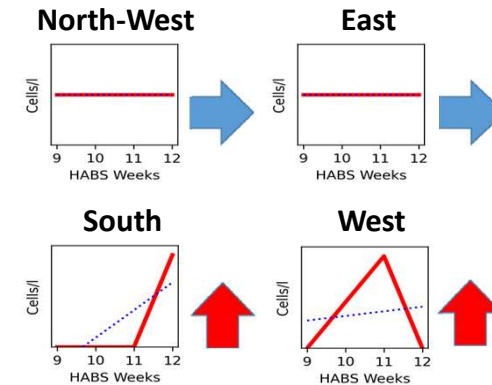 North-West
Cells/l
9 10 11 12
HABS Weeks
East
Cells/l
9 10 11 12
HABS Weeks
South
Cells/l
9 10 11 12
HABS Weeks
West
Cells/l
9 10 11 12
HABS Weeks